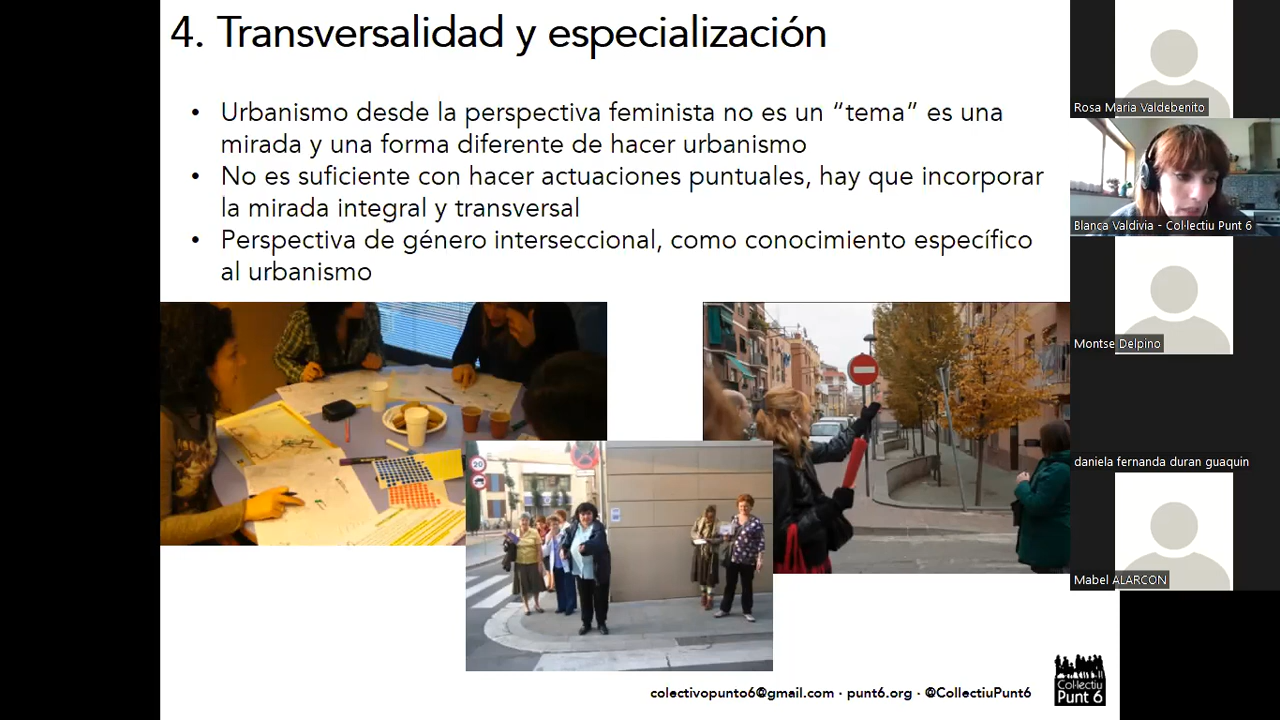 4. Transversalidad y especialización
• Urbanismo desde la perspectiva feminista no es un “tema” es una
mirada y una forma diferente de hacer urbanismo
• No es suficiente con hacer actuaciones puntuales, hay que incorporar
la mirada integral y transversal
• Perspectiva de género interseccional, como conocimiento específico
al urbanismo
20
colectivopunto6@gmail.com · punt6.org · @CollectiuPunt6
Col·lectiu
Punt 6
Rosa Maria Valdebenito
Blanca Valdivia - Col·lectiu Punt 6
Montse Delpino
daniela fernanda duran guaquin
Mabel ALARCON